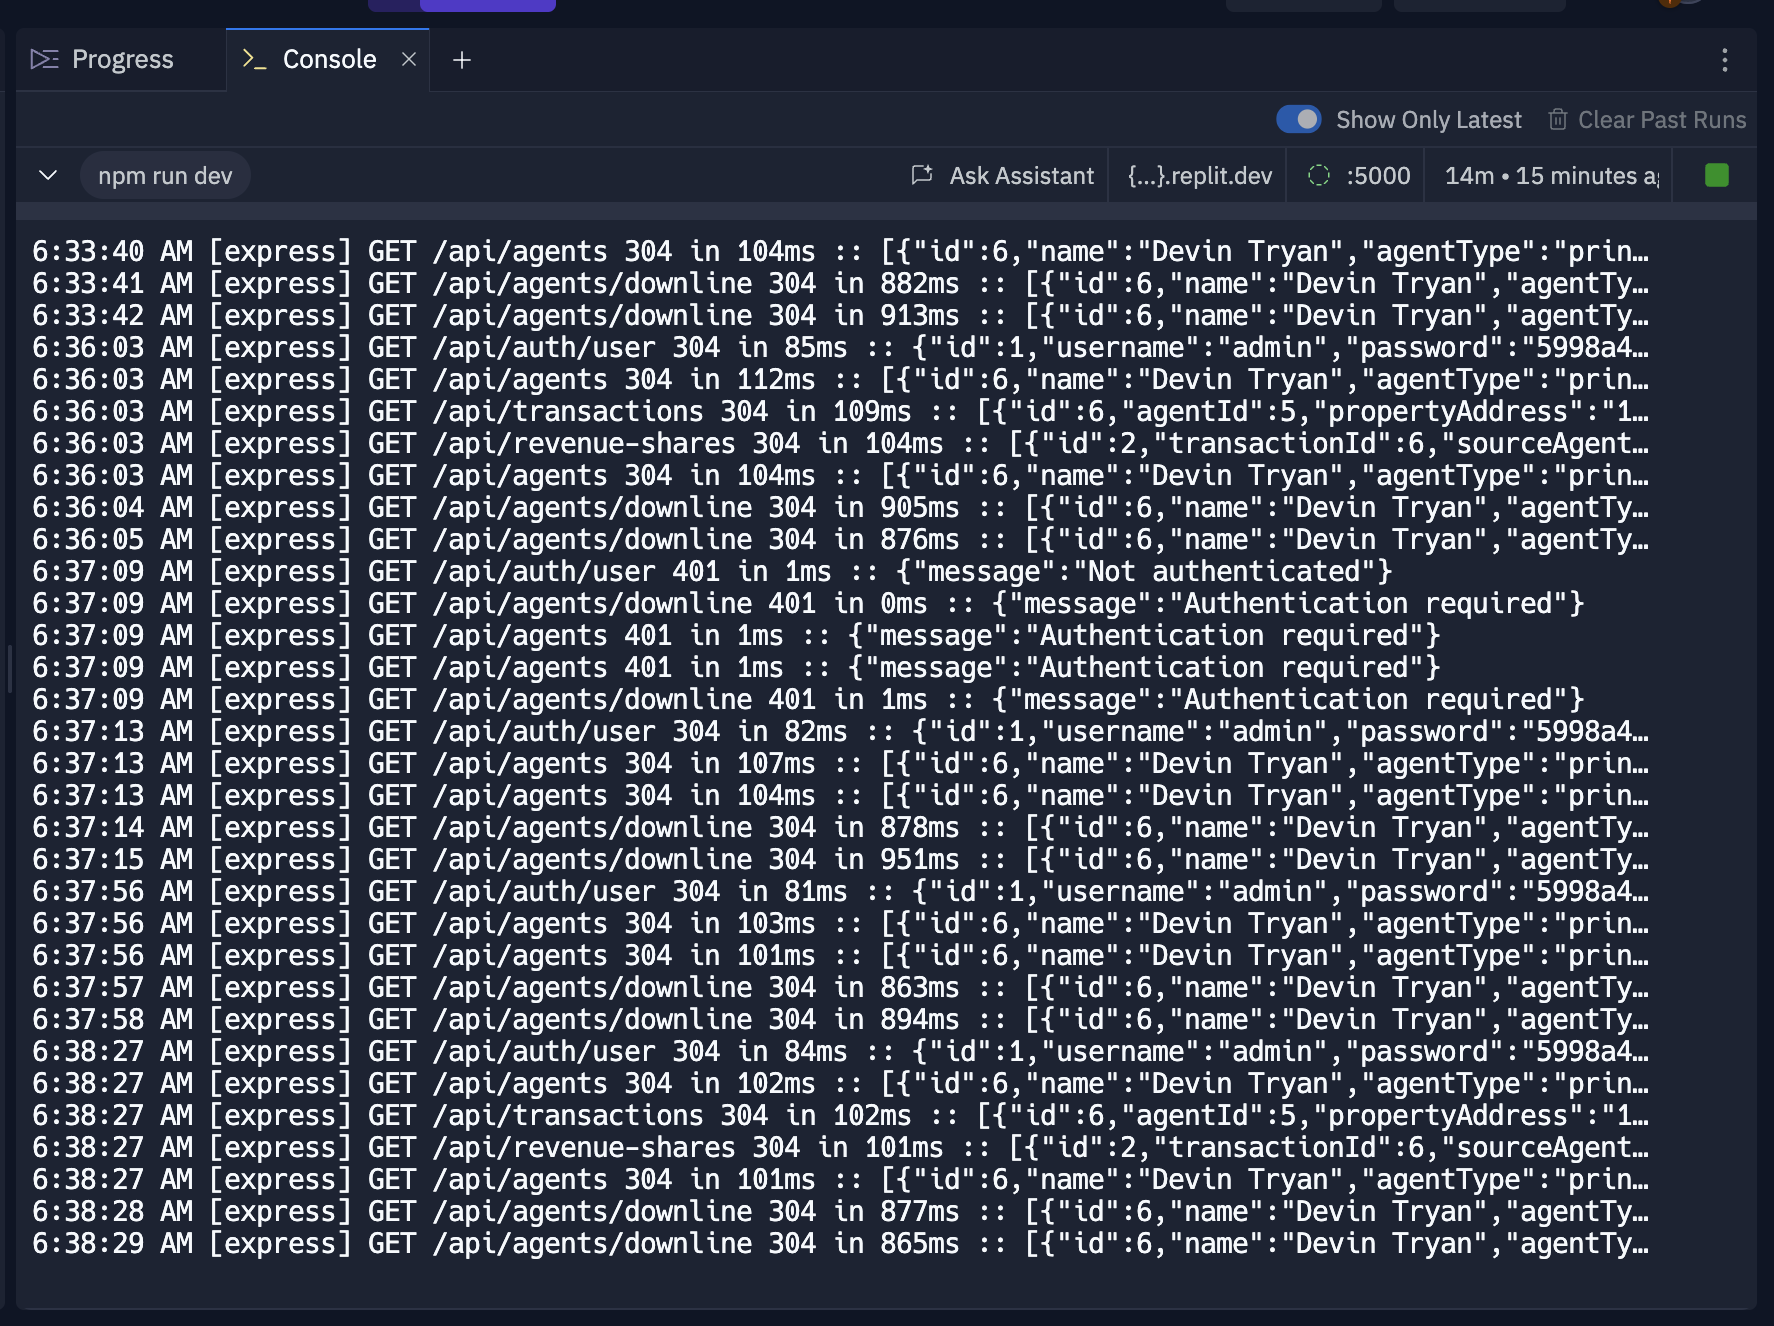 Progress
Console
Show Only Latest
Clear Past Runs
npm run dev
Ask Assistant
{...}.replit.dev
:5000
14m • 15 minutes a
6:33:40 AM [express] GET /api/agents 304 in 104ms :: [{"id":6,"name":"Devin Tryan","agentType":"prin…
6:33:41 AM [express] GET /api/agents/downline 304 in 882ms :: [{"id":6,"name":"Devin Tryan","agentTy…
6:33:42 AM [express] GET /api/agents/downline 304 in 913ms :: [{"id":6,"name":"Devin Tryan","agentTy…
6:36:03 AM [express] GET /api/auth/user 304 in 85ms :: {"id":1,"username":"admin","password":"5998a4…
6:36:03 AM [express] GET /api/agents 304 in 112ms :: [{"id":6,"name":"Devin Tryan","agentType":"prin…
6:36:03 AM [express] GET /api/transactions 304 in 109ms :: [{"id":6,"agentId":5,"propertyAddress":"1…
6:36:03 AM [express] GET /api/revenue-shares 304 in 104ms :: [{"id":2,"transactionId":6,"sourceAgent…
6:36:03 AM [express] GET /api/agents 304 in 104ms :: [{"id":6,"name":"Devin Tryan","agentType":"prin…
6:36:04 AM [express] GET /api/agents/downline 304 in 905ms :: [{"id":6,"name":"Devin Tryan","agentTy…
6:36:05 AM [express] GET /api/agents/downline 304 in 876ms :: [{"id":6,"name":"Devin Tryan","agentTy…
6:37:09 AM [express] GET /api/auth/user 401 in 1ms :: {"message":"Not authenticated"}
6:37:09 AM [express] GET /api/agents/downline 401 in 0ms :: {"message":"Authentication required"}
6:37:09 AM [express] GET /api/agents 401 in 1ms :: {"message":"Authentication required"}
6:37:09 AM [express] GET /api/agents 401 in 1ms :: {"message":"Authentication required"}
6:37:09 AM [express] GET /api/agents/downline 401 in 1ms :: {"message":"Authentication required"}
6:37:13 AM [express] GET /api/auth/user 304 in 82ms :: {"id":1,"username":"admin","password":"5998a4…
6:37:13 AM [express] GET /api/agents 304 in 107ms :: [{"id":6,"name":"Devin Tryan","agentType":"prin…
6:37:13 AM [express] GET /api/agents 304 in 104ms :: [{"id":6,"name":"Devin Tryan","agentType":"prin…
6:37:14 AM [express] GET /api/agents/downline 304 in 878ms :: [{"id":6,"name":"Devin Tryan","agentTy…
6:37:15 AM [express] GET /api/agents/downline 304 in 951ms :: [{"id":6,"name":"Devin Tryan","agentTy…
6:37:56 AM [express] GET /api/auth/user 304 in 81ms :: {"id":1,"username":"admin","password":"5998a4…
6:37:56 AM [express] GET /api/agents 304 in 103ms :: [{"id":6,"name":"Devin Tryan","agentType":"prin…
6:37:56 AM [express] GET /api/agents 304 in 101ms :: [{"id":6,"name":"Devin Tryan","agentType":"prin…
6:37:57 AM [express] GET /api/agents/downline 304 in 863ms :: [{"id":6,"name":"Devin Tryan","agentTy…
6:37:58 AM [express] GET /api/agents/downline 304 in 894ms :: [{"id":6,"name":"Devin Tryan","agentTy…
6:38:27 AM [express] GET /api/auth/user 304 in 84ms :: {"id":1,"username":"admin","password":"5998a4…
6:38:27 AM [express] GET /api/agents 304 in 102ms :: [{"id":6,"name":"Devin Tryan","agentType":"prin…
6:38:27 AM [express] GET /api/transactions 304 in 102ms :: [{"id":6,"agentId":5,"propertyAddress":"1…
6:38:27 AM [express] GET /api/revenue-shares 304 in 101ms :: [{"id":2,"transactionId":6,"sourceAgent…
6:38:27 AM [express] GET /api/agents 304 in 101ms :: [{"id":6,"name":"Devin Tryan","agentType":"prin…
6:38:28 AM [express] GET /api/agents/downline 304 in 877ms :: [{"id":6,"name":"Devin Tryan","agentTy…
6:38:29 AM [express] GET /api/agents/downline 304 in 865ms :: [{"id":6,"name":"Devin Tryan","agentTy…